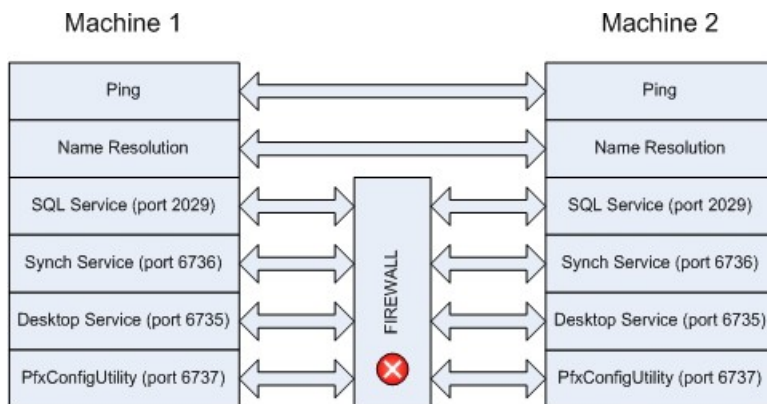 Machine 1
Machine 2
Ping
Ping
Name Resolution
Name Resolution
SQL Service (port 2029)
SQL Service (port 2029)
Synch Service (port 6736)
Synch Service (port 6736)
Desktop Service (port 6735)
Desktop Service (port 6735)
PfxConfigUtility (port 6737)
PfxConfigUtility (port 6737)
FIREWALL